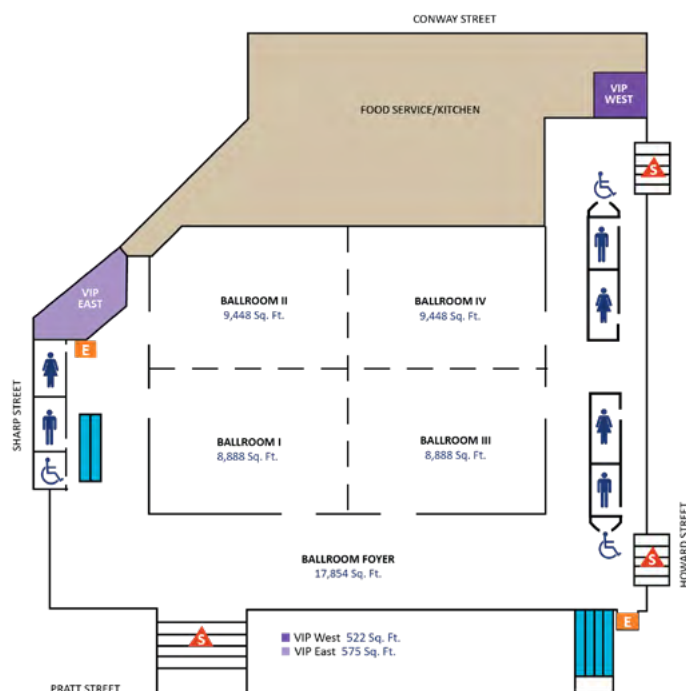 CONWAY STREET
VIP
WEST
FOOD SERVICE/KITCHEN
S
VIP
EAST
BALLROOM II
9,448 Sq. Ft.
BALLROOM IV
9,448 Sq. Ft.
E
SHARP STREET
BALLROOM I
8,888 Sq. Ft.
BALLROOM III
8,888 Sq. Ft.
HOWARD STREET
S
BALLROOM FOYER
17,854 Sq. Ft.
E
S
VIP West 522 Sq. Ft.
VIP East 575 Sq. Ft.
PRATT STREET